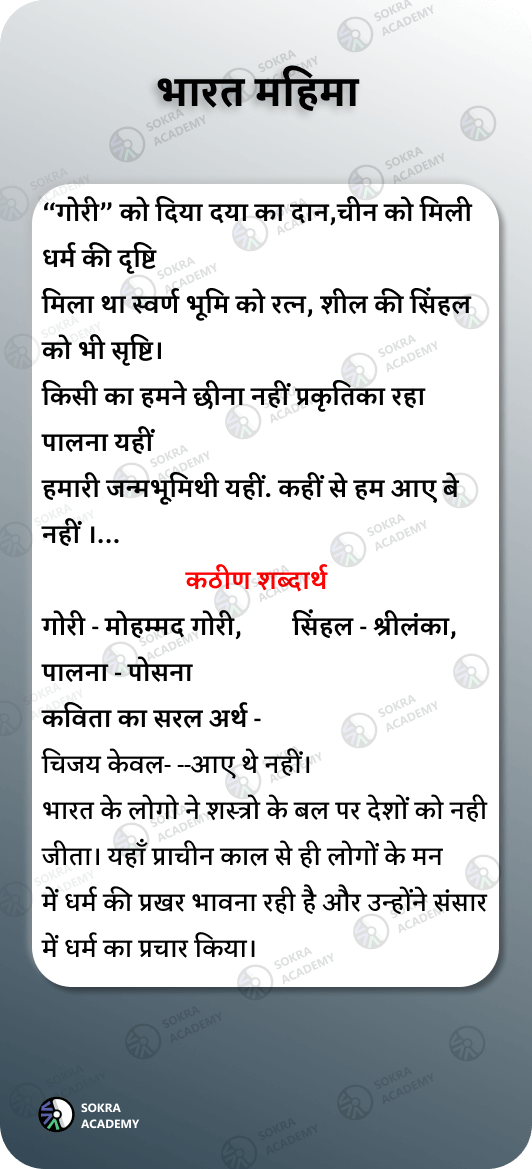 भारत महिमा
“गोरी” को दिया दया का दान,चीन को मिली
धर्म की दृष्टि
मिला था स्वर्ण भूमि को रत्न, शील की सिंहल
को भी सृष्टि।
किसी का हमने छीना नहीं प्रकृतिका रहा
पालना यहीं
हमारी जन्मभूमिथी यहीं. कहीं से हम आए बे
नहीं ।...
कठीण शब्दार्थ
गोरी - मोहम्मद गोरी, सिंहल - श्रीलंका,
पालना - पोसना
कविता का सरल अर्थ -
चिजय केवल- --आए थे नहीं।
भारत के लोगो ने शस्त्रो के बल पर देशों को नही
जीता। यहाँ प्राचीन काल से ही लोगों के मन
में धर्म की प्रखर भावना रही है और उन्होंने संसार
में धर्म का प्रचार किया।
SOKRA
ACADEMY